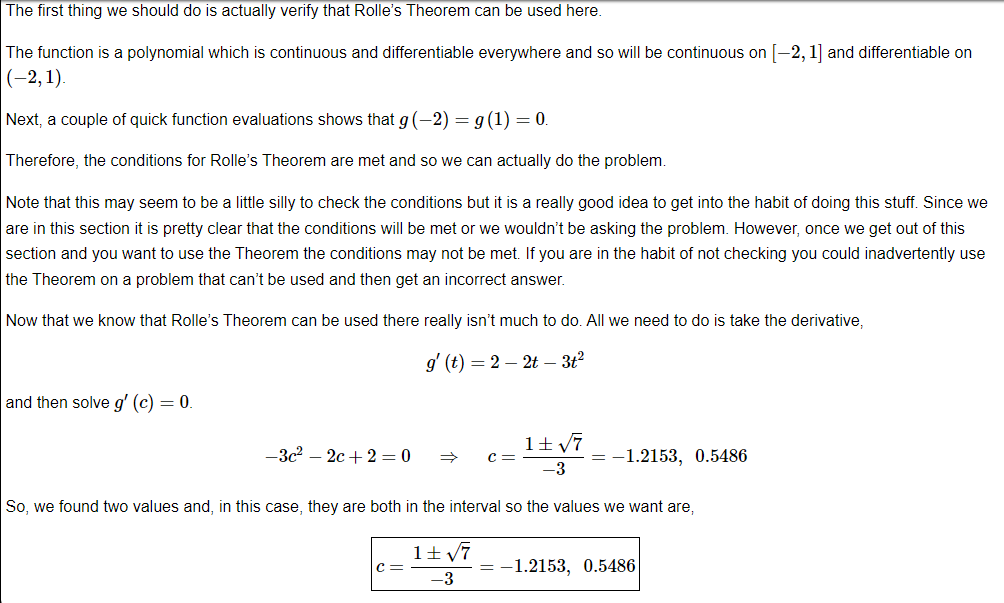 The first thing we should do is actually verify that Rolle's Theorem can be used here.
The function is a polynomial which is continuous and differentiable everywhere and so will be continuous on [−2, 1] and differentiable on
(−2, 1).
Next, a couple of quick function evaluations shows that g (−2) = g (1) = 0.
Therefore, the conditions for Rolle's Theorem are met and so we can actually do the problem.
Note that this may seem to be a little silly to check the conditions but it is a really good idea to get into the habit of doing this stuff. Since we
are in this section it is pretty clear that the conditions will be met or we wouldn't be asking the problem. However, once we get out of this
section and you want to use the Theorem the conditions may not be met. If you are in the habit of not checking you could inadvertently use
the Theorem on a problem that can't be used and then get an incorrect answer.
Now that we know that Rolle's Theorem can be used there really isn't much to do. All we need to do is take the derivative,
g′ (t) = 2 − 2t − 3t²
and then solve g′ (c) = 0.
−3c² − 2c + 2 = 0 ⇒ c = (1 ± √7)/(−3) = −1.2153, 0.5486
So, we found two values and, in this case, they are both in the interval so the values we want are,
c = (1 ± √7)/(−3) = −1.2153, 0.5486